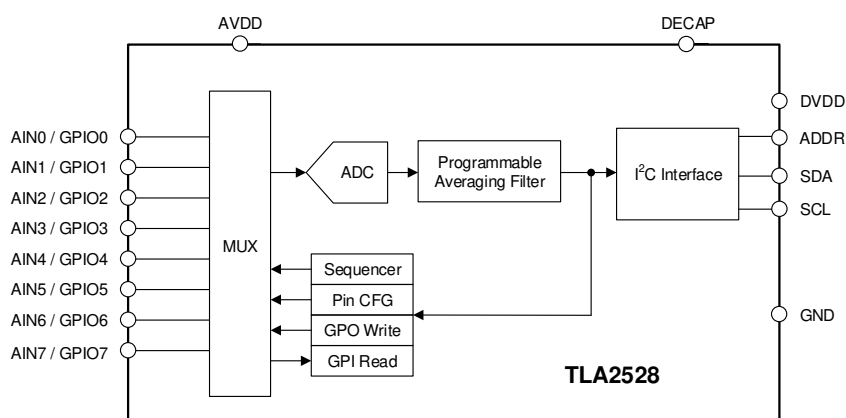 AVDD
DECAP
DVDD
AIN0 / GPIO0
ADDR
AIN1 / GPIO1
ADC
Programmable
Averaging Filter
I²C Interface
SDA
AIN2 / GPIO2
SCL
AIN3 / GPIO3
MUX
AIN4 / GPIO4
Sequencer
AIN5 / GPIO5
Pin CFG
AIN6 / GPIO6
GPO Write
GND
AIN7 / GPIO7
GPI Read
TLA2528